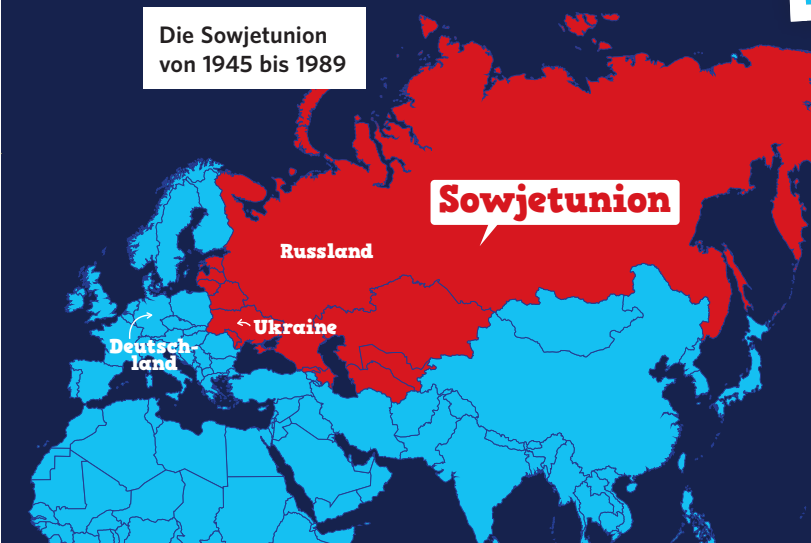 Die Sowjetunion
von 1945 bis 1989
Sowjetunion
Russland
Ukraine
Deutsch-
land